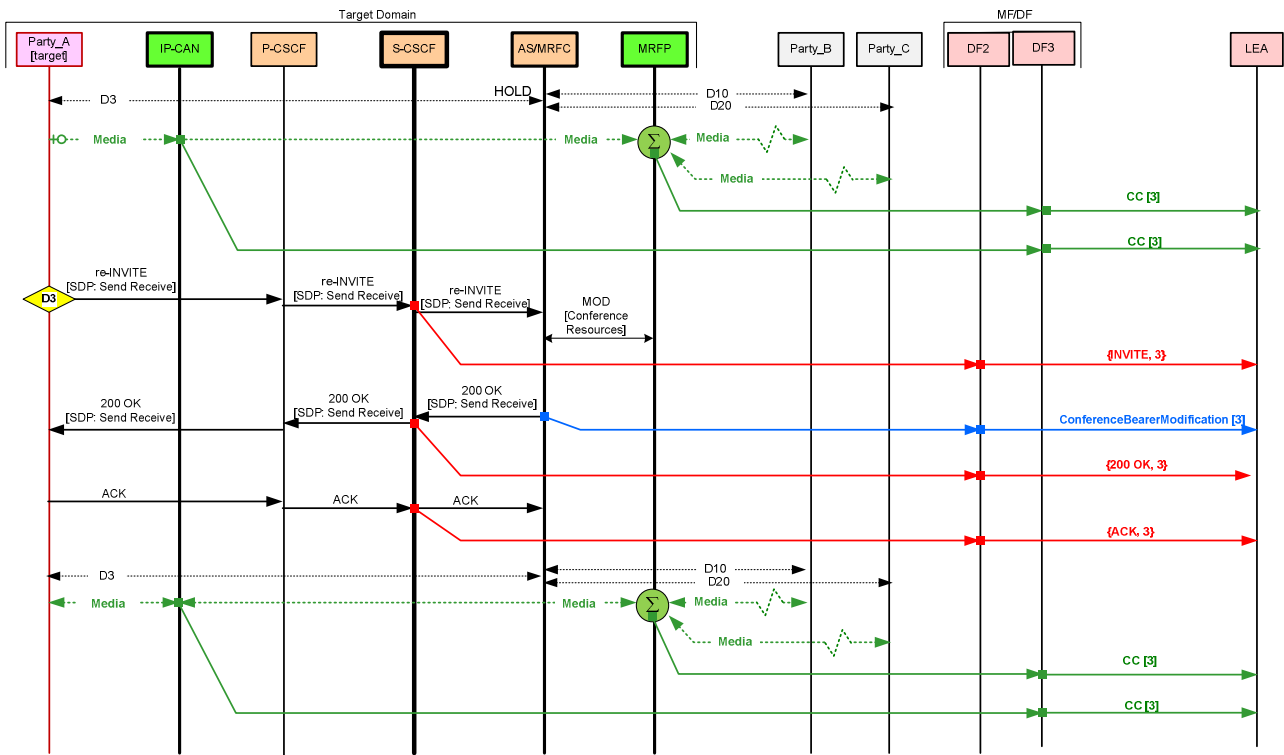 Target Domain
MF/DF
Party_A
[target]
IP-CAN
P-CSCF
S-CSCF
AS/MRFC
MRFP
Party_B
Party_C
DF2
DF3
LEA
D3
HOLD
D10
D20
Media
Media
Σ
Media
Media
CC [3]
CC [3]
re-INVITE
[SDP: Send Receive]
D3
re-INVITE
[SDP: Send Receive]
re-INVITE
[SDP: Send Receive]
MOD
[Conference
Resources]
{INVITE, 3}
200 OK
[SDP: Send Receive]
200 OK
[SDP: Send Receive]
200 OK
[SDP: Send Receive]
ConferenceBearerModification [3]
{200 OK, 3}
ACK
ACK
ACK
{ACK, 3}
D3
D10
D20
Media
Media
Σ
Media
Media
CC [3]
CC [3]